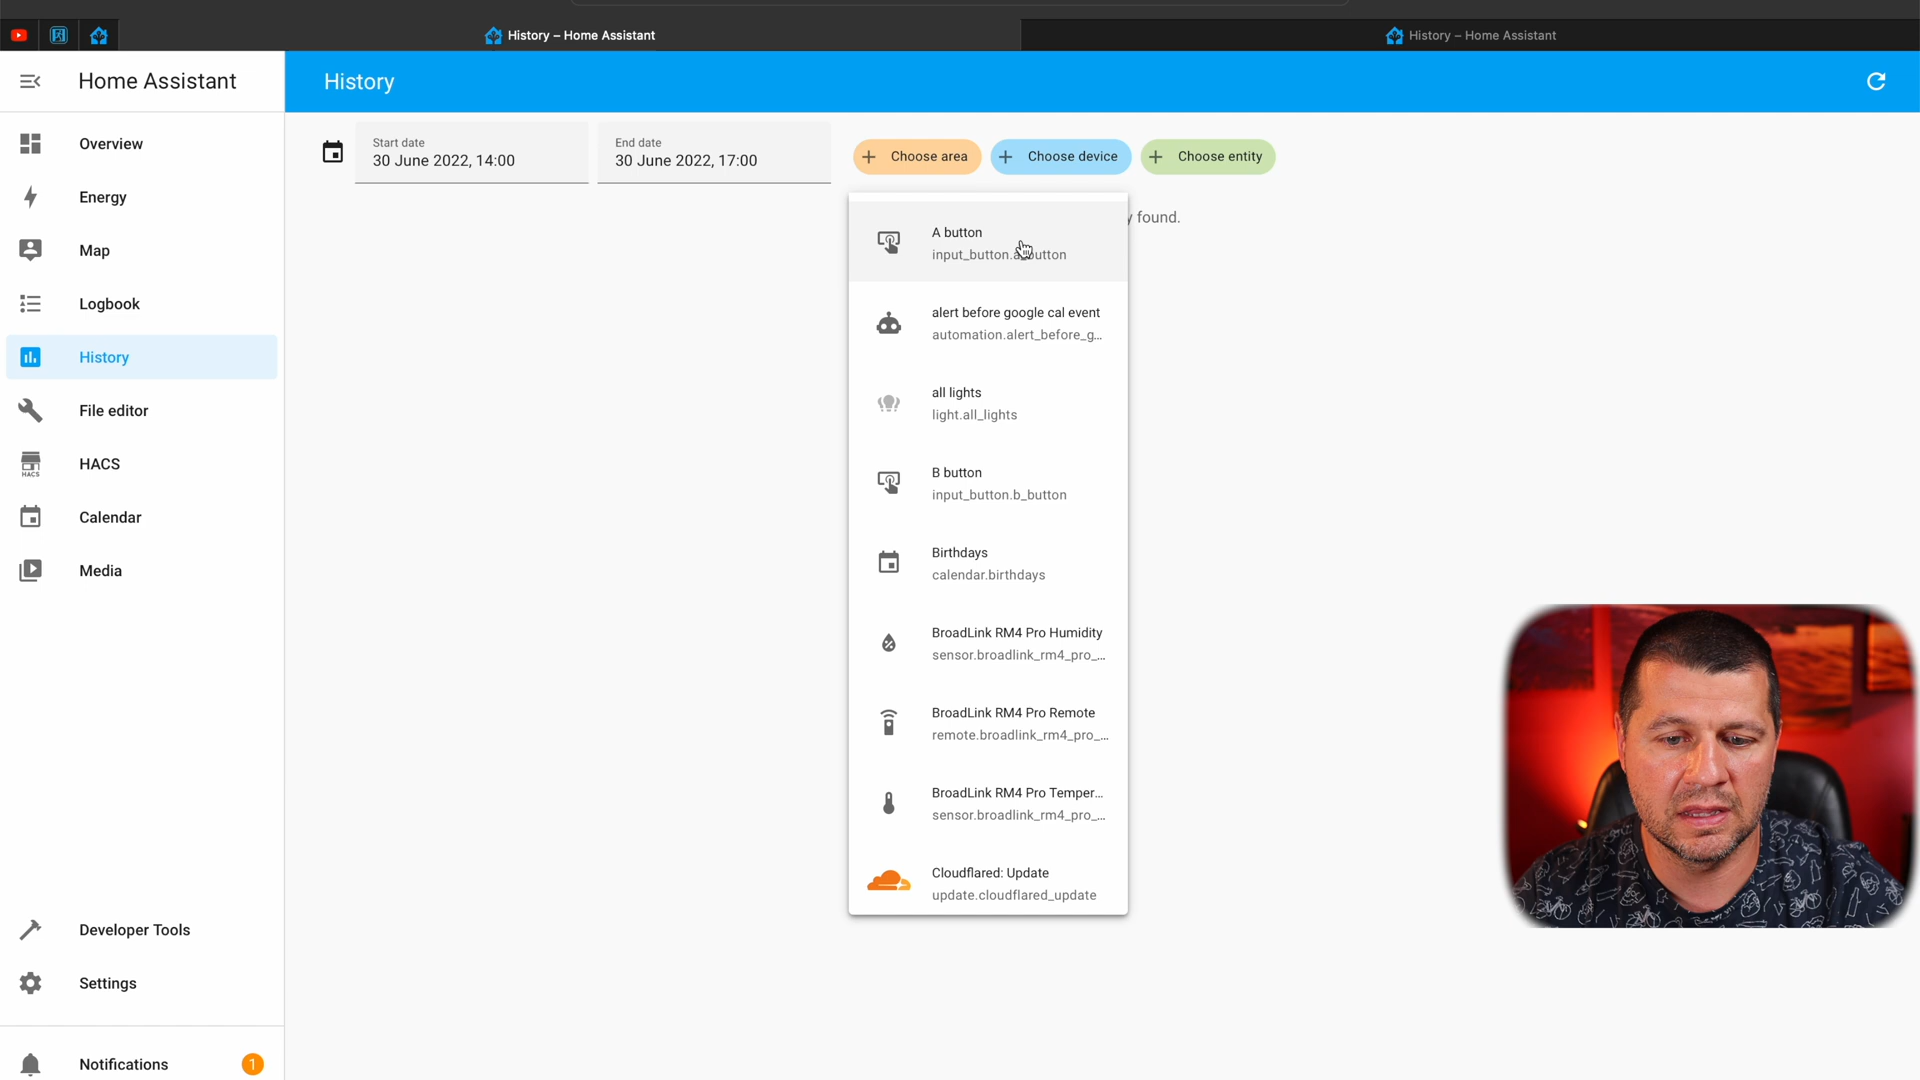 History – Home Assistant
History – Home Assistant
Home Assistant
History
Overview
Energy
Map
Logbook
History
File editor
HACS
HACS
Calendar
Media
Developer Tools
Settings
Notifications
1
Start date
30 June 2022, 14:00
End date
30 June 2022, 17:00
Choose area
Choose device
Choose entity
y found.
A button
alert before google cal event
automation.alert_before_g...
all lights
light.all_lights
B button
input_button.b_button
Birthdays
calendar.birthdays
BroadLink RM4 Pro Humidity
sensor.broadlink_rm4_pro_...
BroadLink RM4 Pro Remote
remote.broadlink_rm4_pro_...
BroadLink RM4 Pro Temper...
sensor.broadlink_rm4_pro_...
Cloudflared: Update
update.cloudflared_update